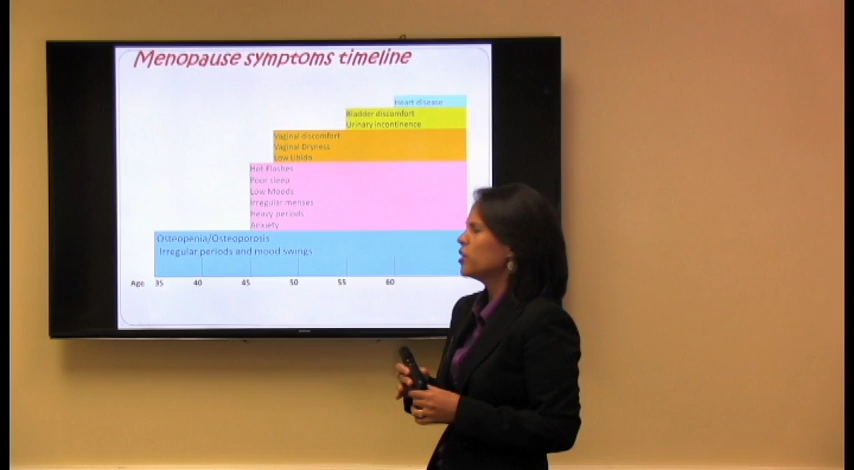 Menopause symptoms timeline
Heart disease
Bladder discomfort
Urinary incontinence
Vaginal discomfort
Vaginal Dryness
Low Libido
Hot Flashes
Poor sleep
Low Moods
Irregular menses
Heavy periods
Anxiety
Osteopenia/Osteoporosis
Irregular periods and mood swings
Age 35 40 45 50 55 60